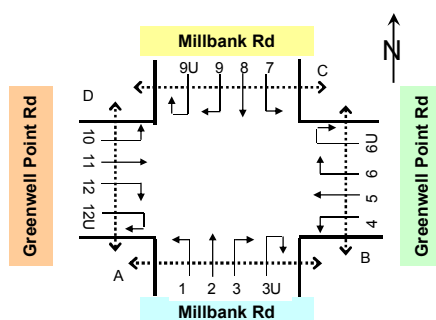 Millbank Rd
N
D
9U 9 8 7
C
Greenwell Point Rd
10
11
12
12U
6U
6
5
4
Greenwell Point Rd
A
B
1 2 3 3U
Millbank Rd